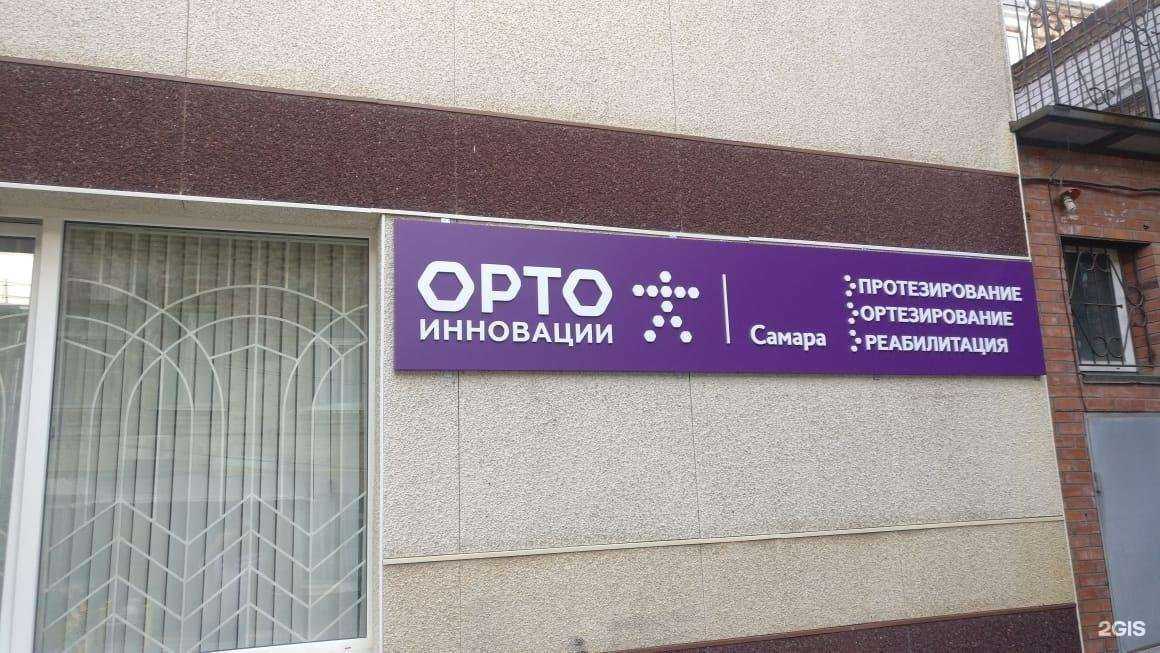 ОРТО
ИННОВАЦИИ
Самара
ПРОТЕЗИРОВАНИЕ
ОРТЕЗИРОВАНИЕ
РЕАБИЛИТАЦИЯ
2GIS